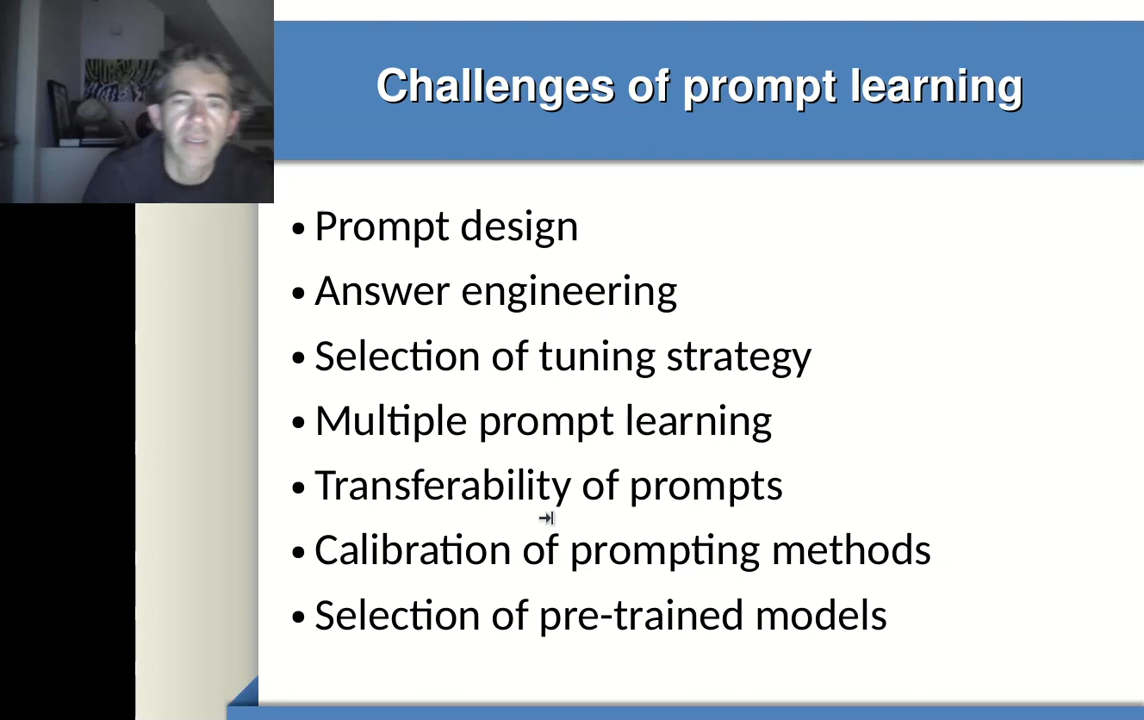 Challenges of prompt learning
• Prompt design
• Answer engineering
• Selection of tuning strategy
• Multiple prompt learning
• Transferability of prompts
• Calibration of prompting methods
• Selection of pre-trained models